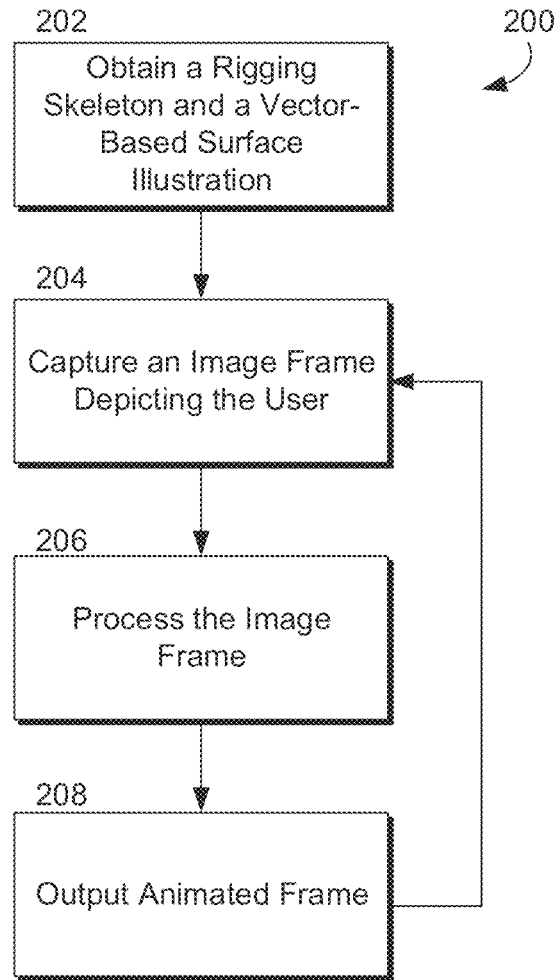 202
200
Obtain a Rigging
Skeleton and a Vector-
Based Surface
Illustration
204
Capture an Image Frame
Depicting the User
206
Process the Image
Frame
208
Output Animated Frame